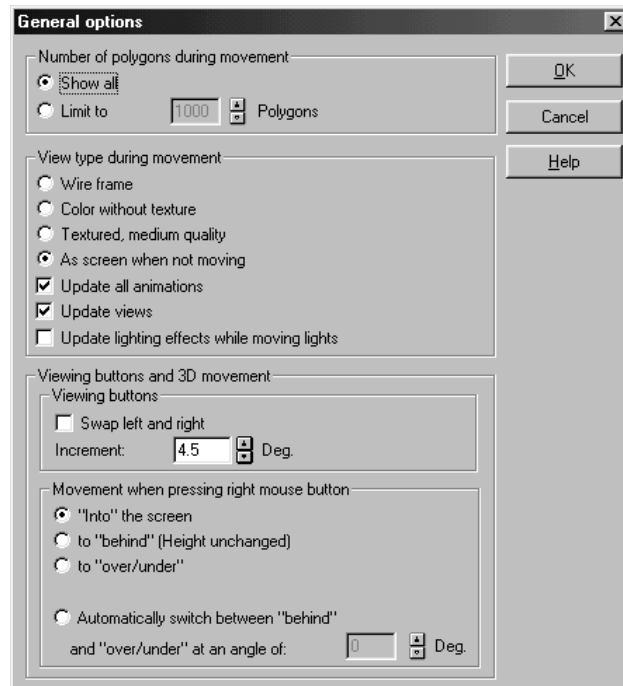 General options
Number of polygons during movement
Show all
Limit to 1000 Polygons
OK
Cancel
Help
View type during movement
Wire frame
Color without texture
Textured, medium quality
As screen when not moving
Update all animations
Update views
Update lighting effects while moving lights
Viewing buttons and 3D movement
Viewing buttons
Swap left and right
Increment: 4.5 Deg.
Movement when pressing right mouse button
"Into" the screen
to "behind" (Height unchanged)
to "over/under"
Automatically switch between "behind"
and "over/under" at an angle of: 0 Deg.